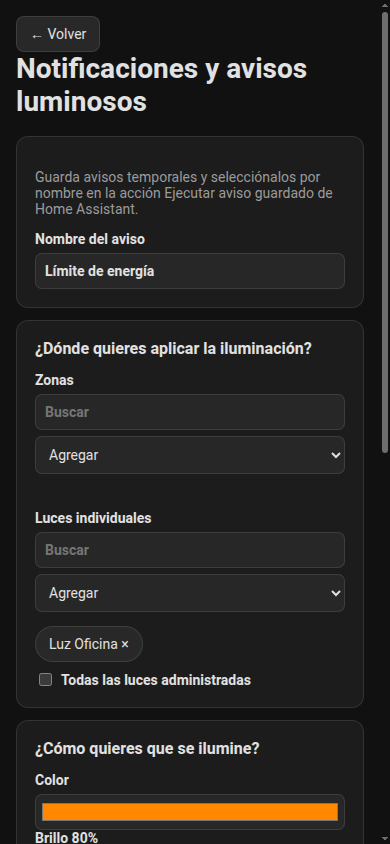 ← Volver
Notificaciones y avisos
luminosos
Guarda avisos temporales y selecciónalos por
nombre en la acción Ejecutar aviso guardado de
Home Assistant.
Nombre del aviso
Límite de energía
¿Dónde quieres aplicar la iluminación?
Zonas
Buscar
Agregar
Luces individuales
Buscar
Agregar
Luz Oficina ×
Todas las luces administradas
¿Cómo quieres que se ilumine?
Color
Brillo 80%